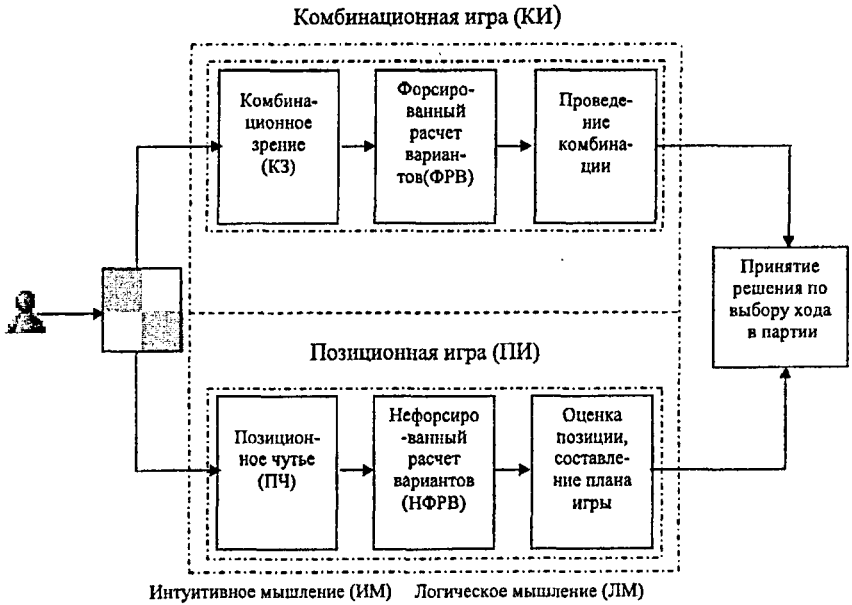 Комбинационная игра (КИ)
Комбина-
ционное
зрение
(КЗ)
Форсиро-
ванный
расчет
вариан-
тов(ФРВ)
Проведе-
ние
комбина-
ции
Принятие
решения по
выбору хода
в партии
Позиционная игра (ПИ)
Позицион-
ное чутье
(ПЧ)
Нефорсиро
-ванный
расчет
вариантов
(НФРВ)
Оценка
позиции,
составле-
ние плана
игры
Интуитивное мышление (ИМ) Логическое мышление (ЛМ)